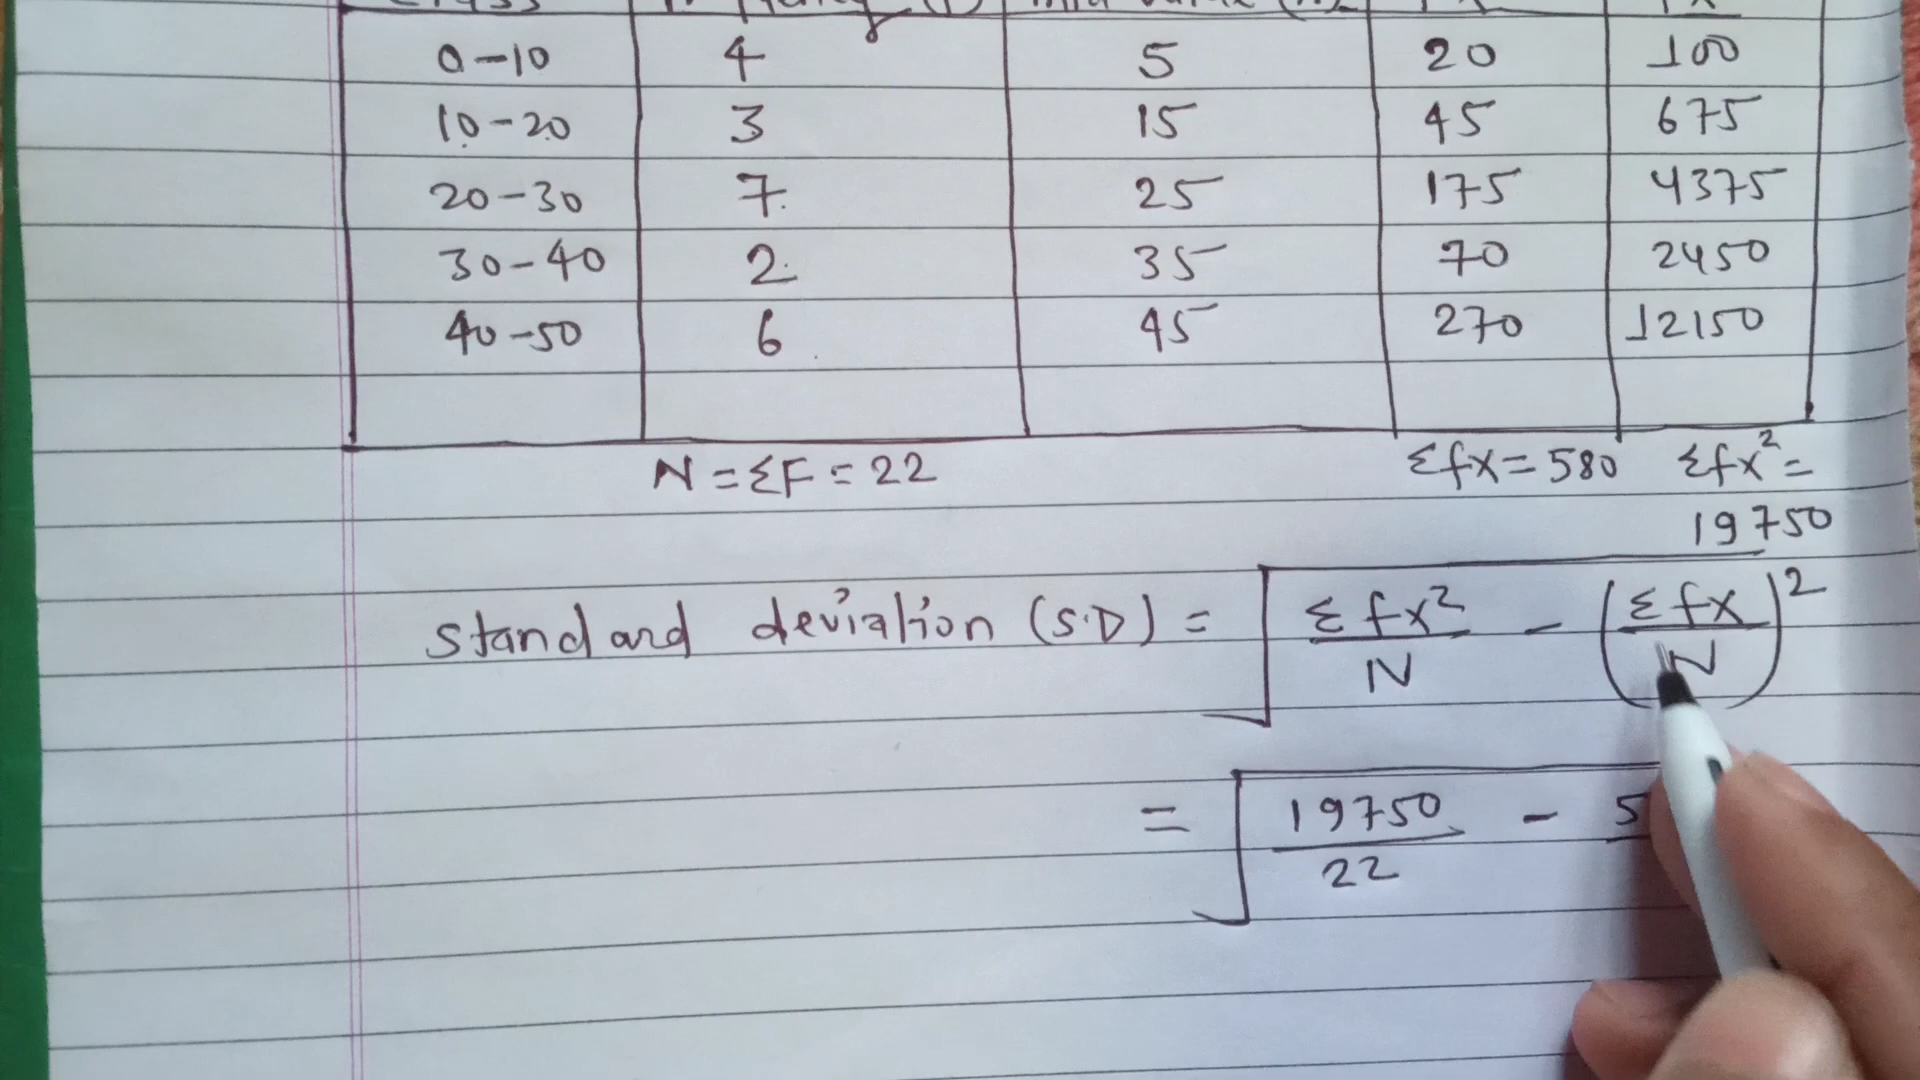 0-10 4 5 20 100
10-20 3 15 45 675
20-30 7 25 175 4375
30-40 2 35 70 2450
40-50 6 45 270 12150
N = ΣF = 22 Σfx = 580 Σfx² =
19750
Standard deviation (S.D) = √ Σfx²/N - (Σfx/N)²
= √ 19750/22 - 5